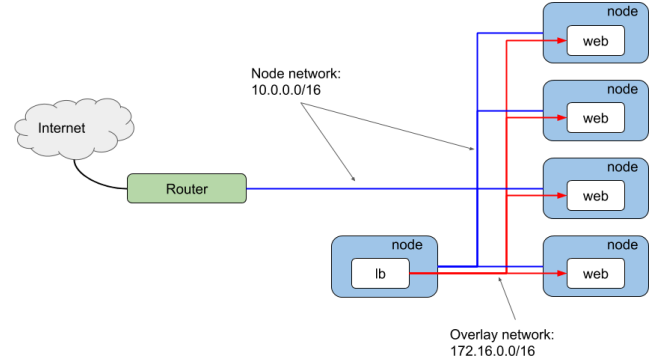 node
web
Node network:
10.0.0.0/16
node
web
Internet
node
Router
web
node
lb
node
web
Overlay network:
172.16.0.0/16